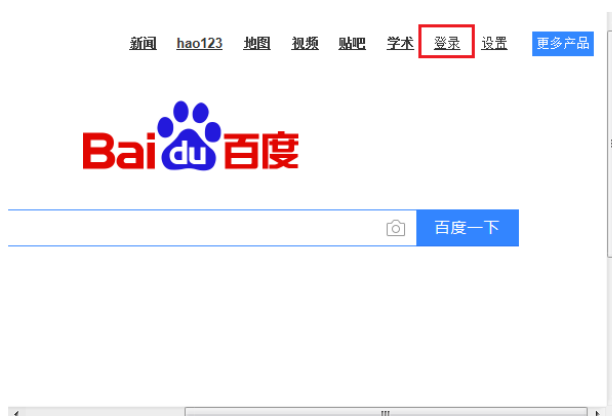 新闻 hao123 地图 视频 贴吧 学术 登录 设置 更多产品
Bai du 百度
百度一下